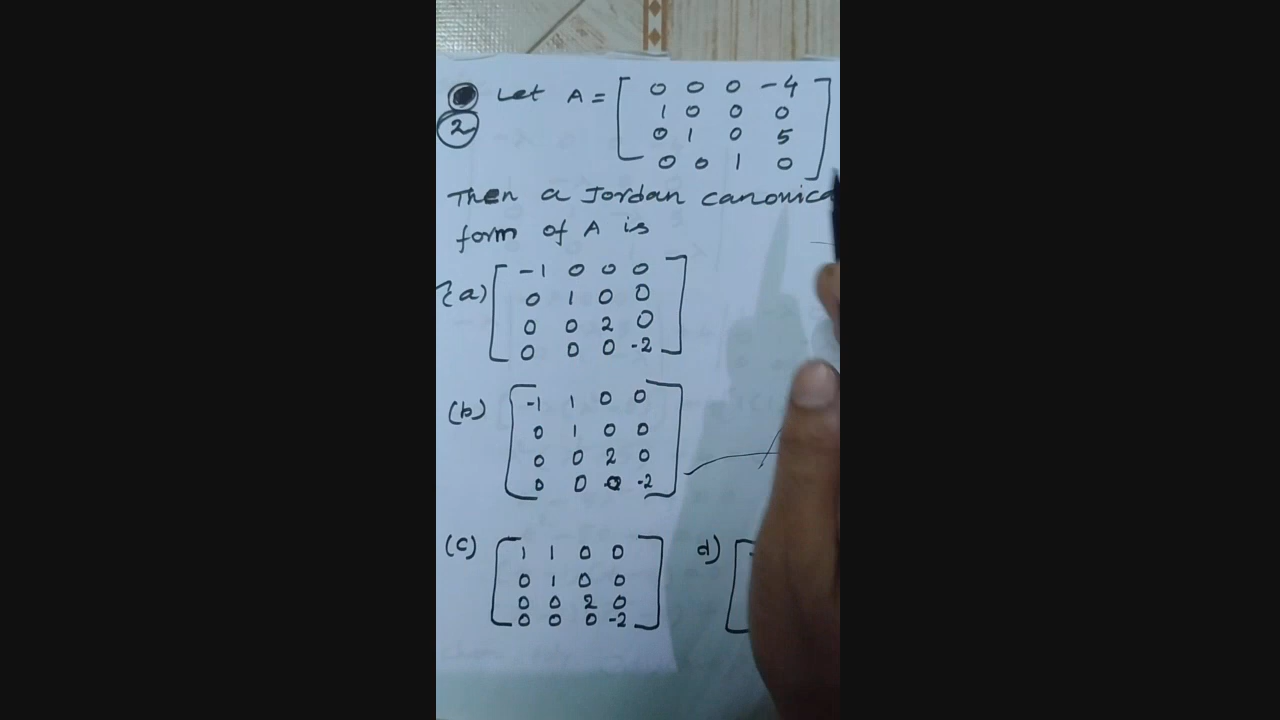 ② Let A = [ 0 0 0 -4
1 0 0 0
0 1 0 5
0 0 1 0 ]
Then a Jordan canonica
form of A is
(a) [ -1 0 0 0
0 1 0 0
0 0 2 0
0 0 0 -2 ]
(b) [ -1 1 0 0
0 1 0 0
0 0 2 0
0 0 0 -2 ]
(c) [ 1 1 0 0
0 1 0 0
0 0 2 0
0 0 0 -2 ]
d) [